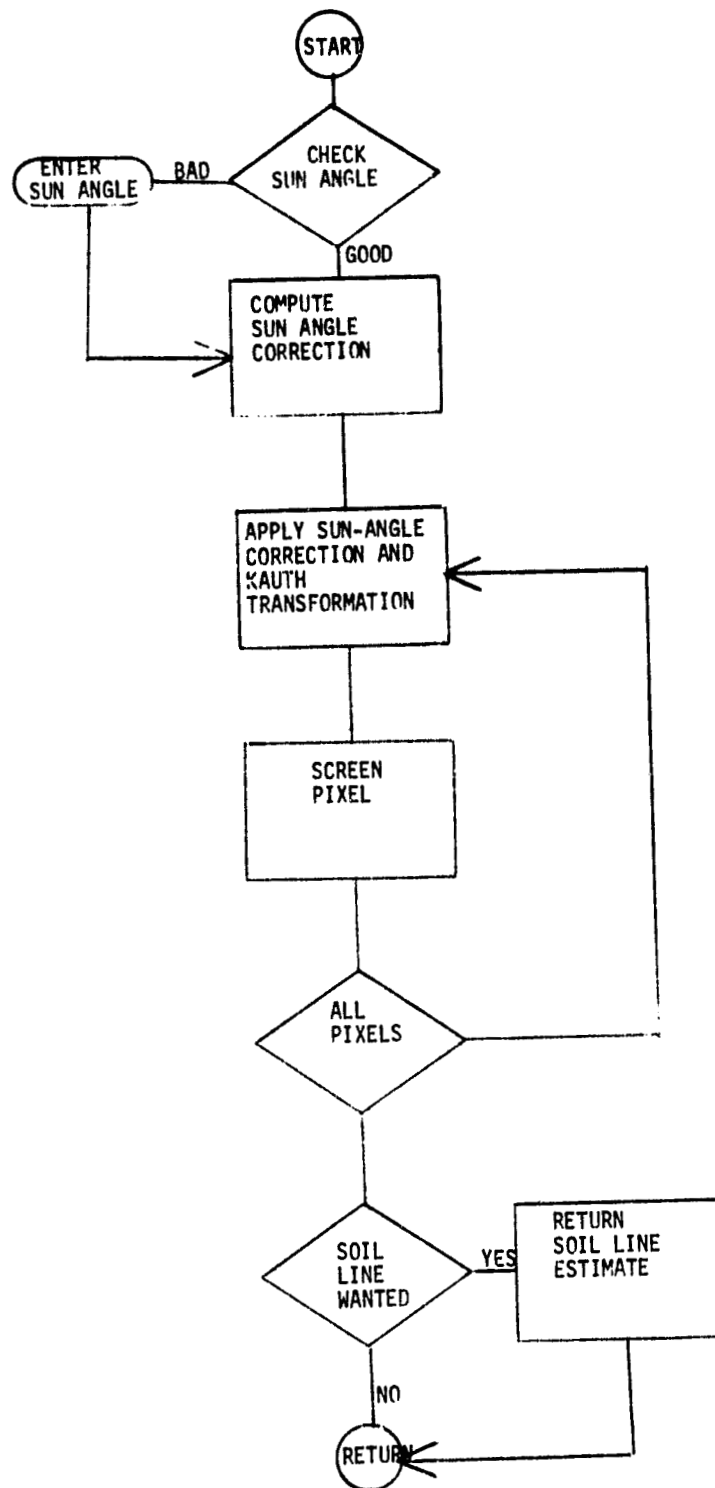 START
CHECK
SUN ANGLE
ENTER
SUN ANGLE
BAD
GOOD
COMPUTE
SUN ANGLE
CORRECTION
APPLY SUN-ANGLE
CORRECTION AND
KAUTH
TRANSFORMATION
SCREEN
PIXEL
ALL
PIXELS
SOIL
LINE
WANTED
YES
RETURN
SOIL LINE
ESTIMATE
NO
RETURN